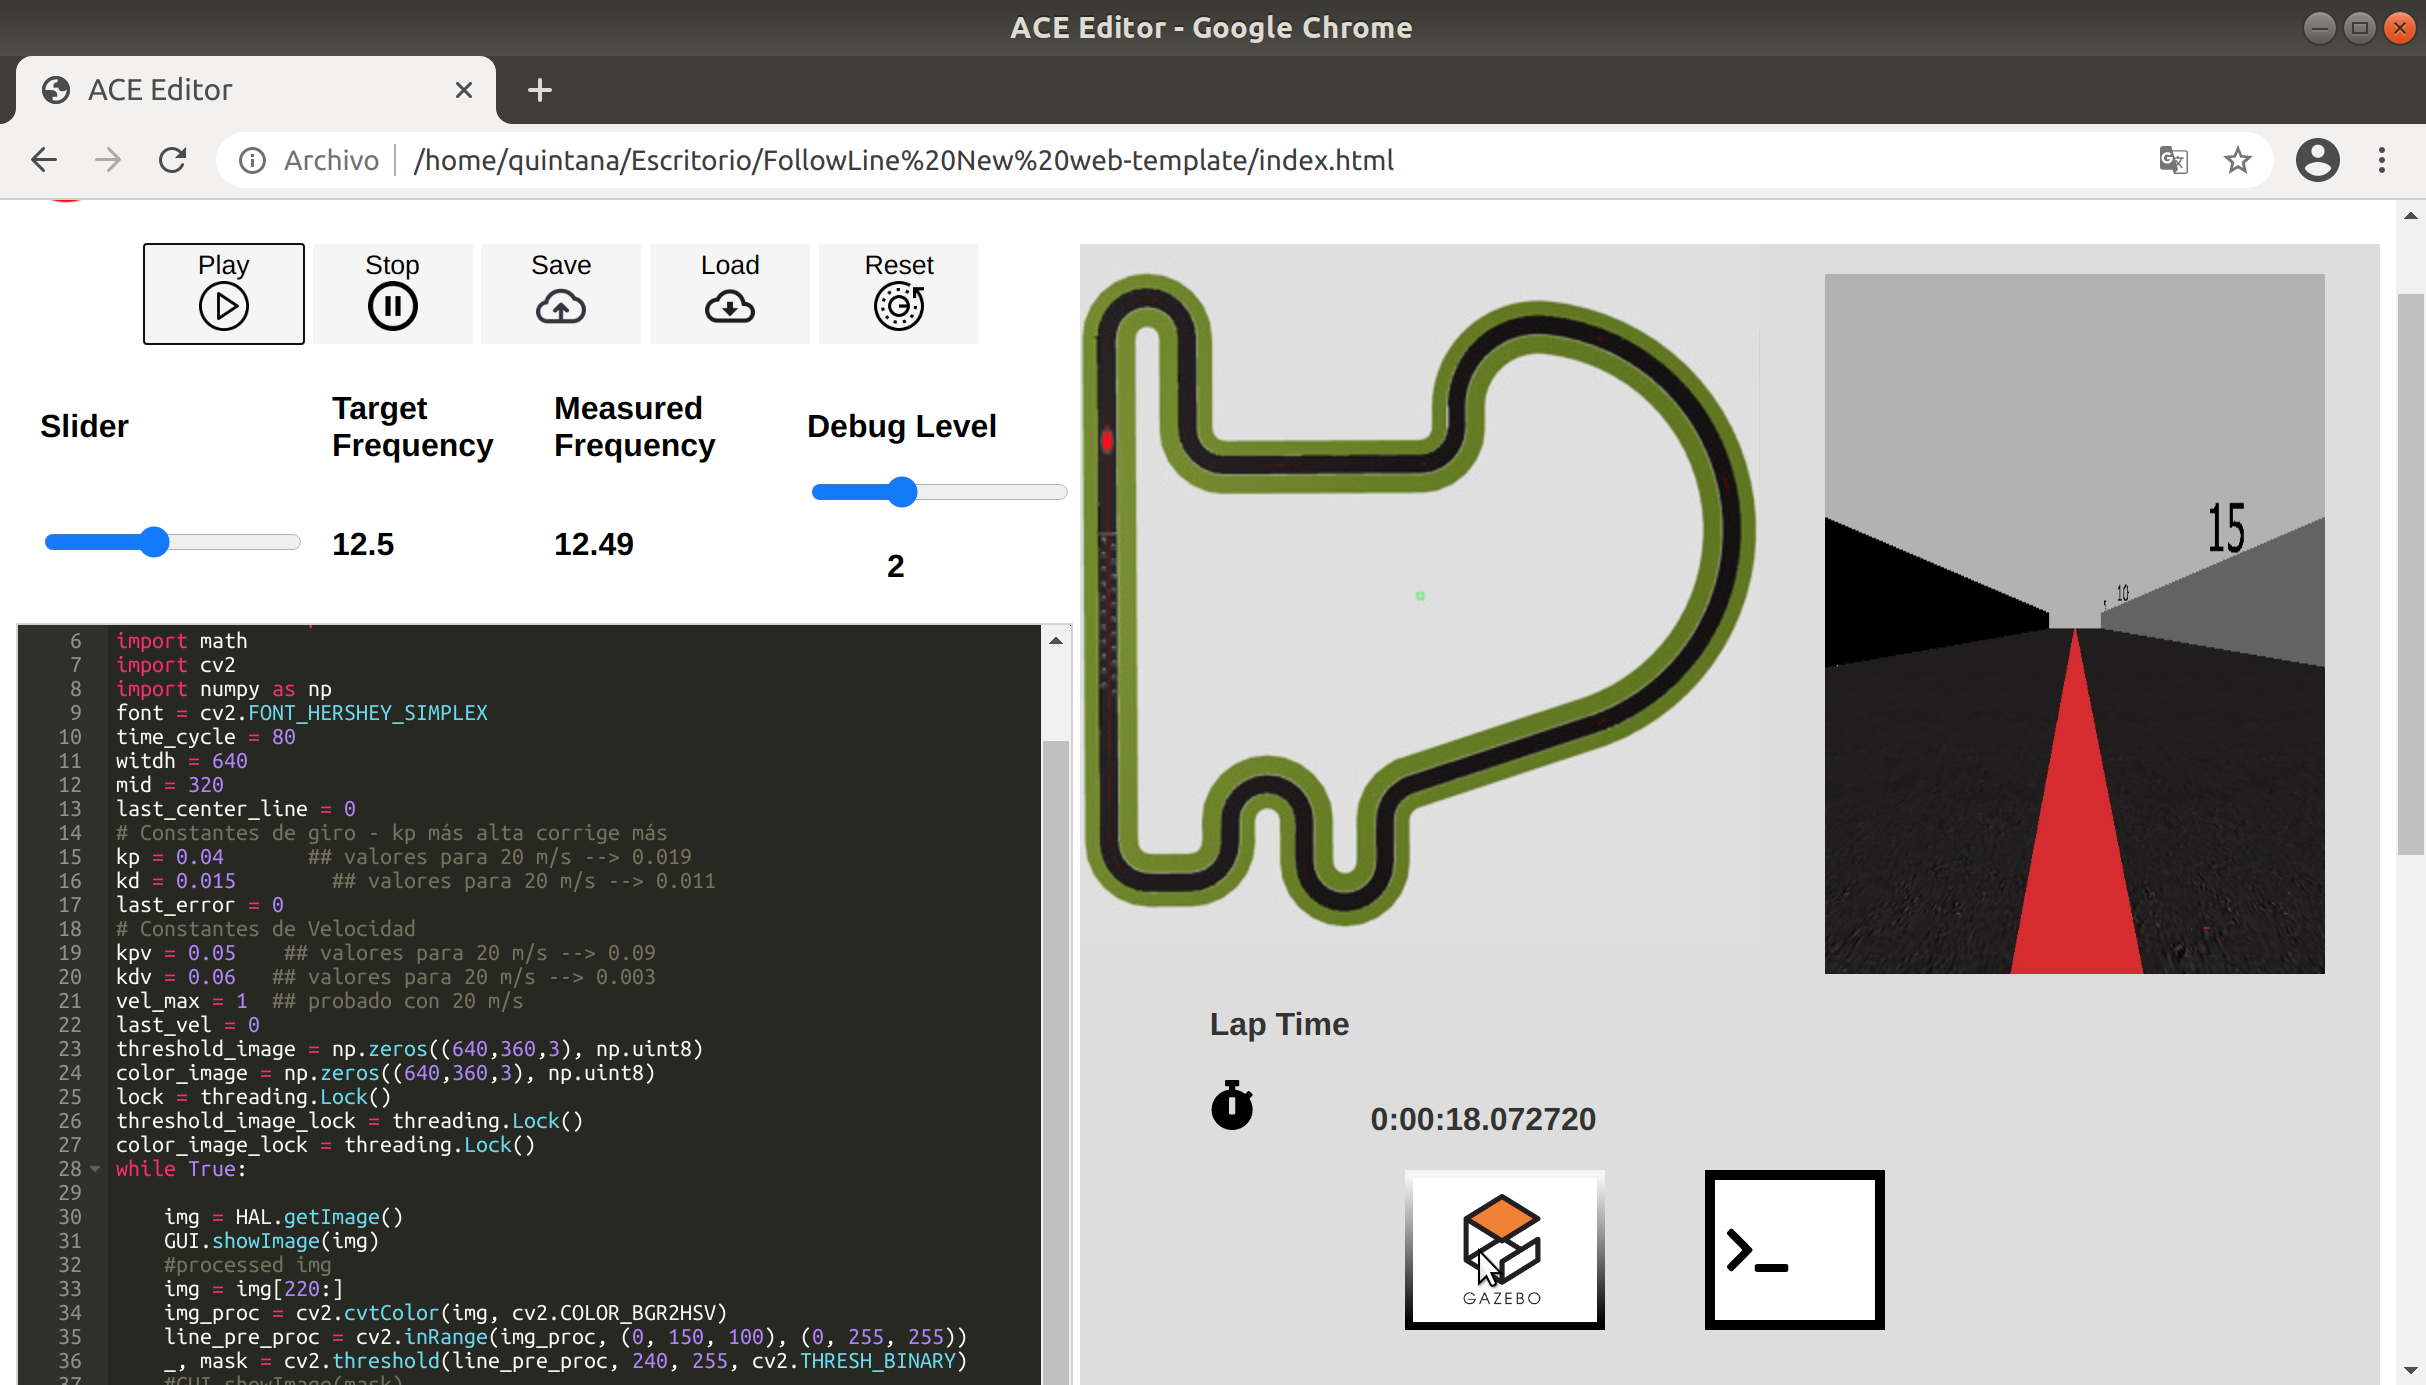 ACE Editor - Google Chrome
ACE Editor
Archivo /home/quintana/Escritorio/FollowLine%20New%20web-template/index.html
Play Stop Save Load Reset
Slider
Target Frequency
Measured Frequency
Debug Level
12.5
12.49
2
6 import math
7 import cv2
8 import numpy as np
9 font = cv2.FONT_HERSHEY_SIMPLEX
10 time_cycle = 80
11 witdh = 640
12 mid = 320
13 last_center_line = 0
14 # Constantes de giro - kp más alta corrige más
15 kp = 0.04       ## valores para 20 m/s --> 0.019
16 kd = 0.015        ## valores para 20 m/s --> 0.011
17 last_error = 0
18 # Constantes de Velocidad
19 kpv = 0.05    ## valores para 20 m/s --> 0.09
20 kdv = 0.06   ## valores para 20 m/s --> 0.003
21 vel_max = 1  ## probado con 20 m/s
22 last_vel = 0
23 threshold_image = np.zeros((640,360,3), np.uint8)
24 color_image = np.zeros((640,360,3), np.uint8)
25 lock = threading.Lock()
26 threshold_image_lock = threading.Lock()
27 color_image_lock = threading.Lock()
28 while True:
29
30     img = HAL.getImage()
31     GUI.showImage(img)
32     #processed img
33     img = img[220:]
34     img_proc = cv2.cvtColor(img, cv2.COLOR_BGR2HSV)
35     line_pre_proc = cv2.inRange(img_proc, (0, 150, 100), (0, 255, 255))
36     _, mask = cv2.threshold(line_pre_proc, 240, 255, cv2.THRESH_BINARY)
37     #GUI.showImage(mask)
15
10
Lap Time
0:00:18.072720
GAZEBO
>_